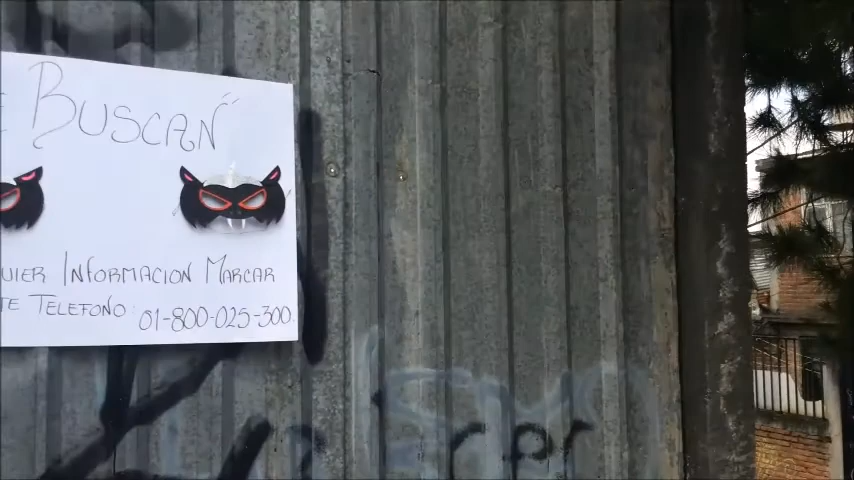 E BUSCAN
UIER INFORMACION MARCAR
TE TELEFONO: 01-800-025-300